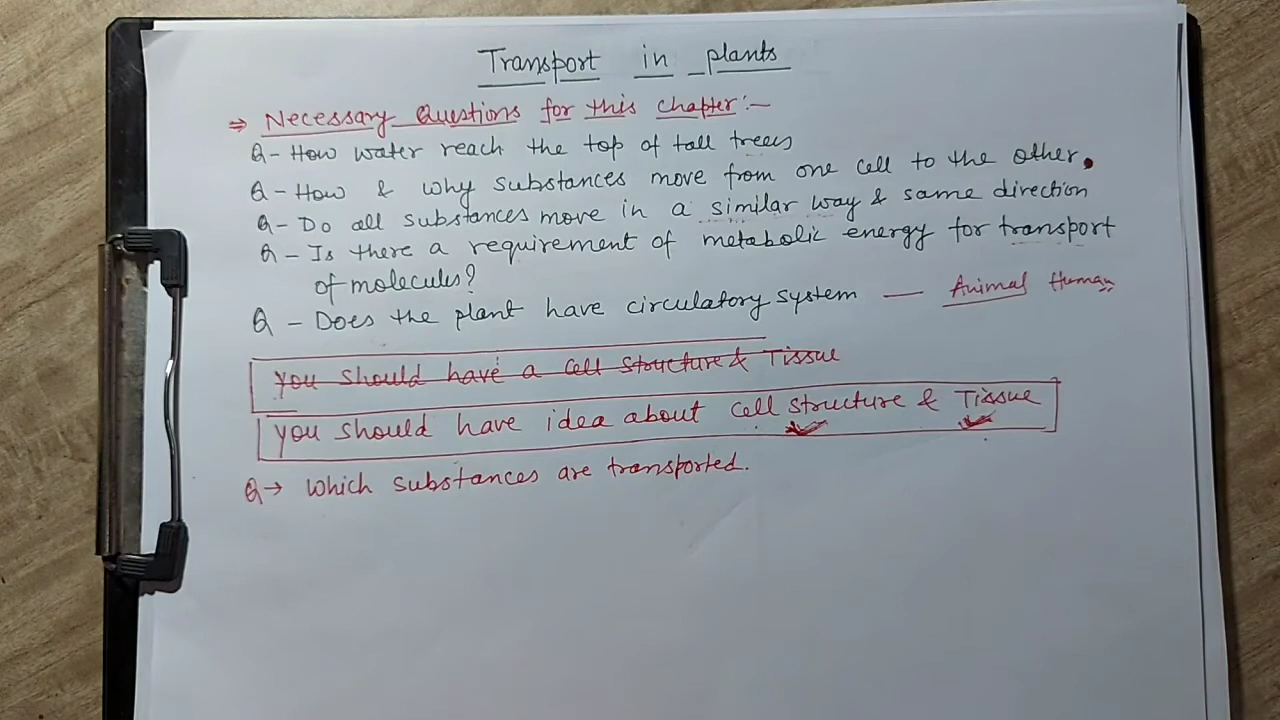 Transport in plants
⇒ Necessary Questions for this chapter:-
Q- How water reach the top of tall trees
Q- How & why substances move from one cell to the other.
Q- Do all substances move in a similar way & same direction
Q- Is there a requirement of metabolic energy for transport
of molecules?
Q - Does the plant have circulatory system — Animal Human
You should have a cell structure & Tissue
You should have idea about cell structure & Tissue
Q→ Which substances are transported.